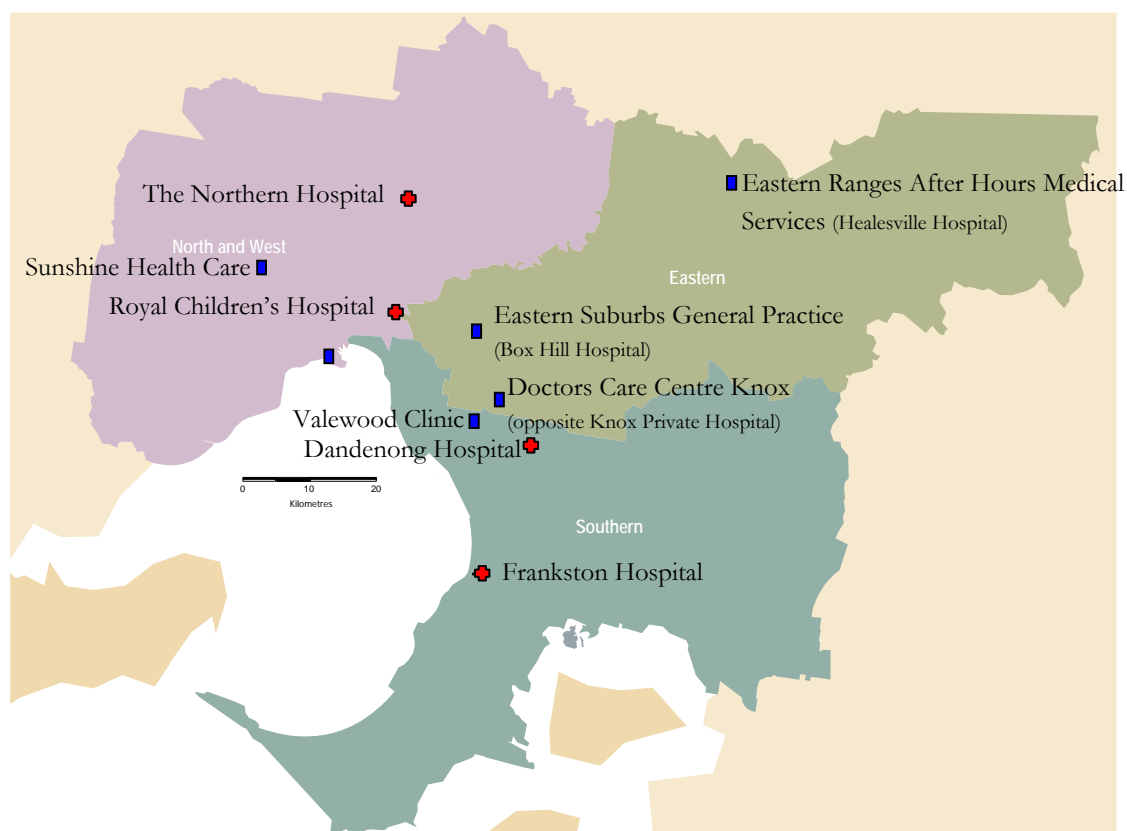 The Northern Hospital
Eastern Ranges After Hours Medical
Services (Healesville Hospital)
North and West
Sunshine Health Care
Eastern
Royal Children’s Hospital
Eastern Suburbs General Practice
(Box Hill Hospital)
Doctors Care Centre Knox
(opposite Knox Private Hospital)
Valewood Clinic
Dandenong Hospital
0 10 20
Kilometres
Southern
Frankston Hospital